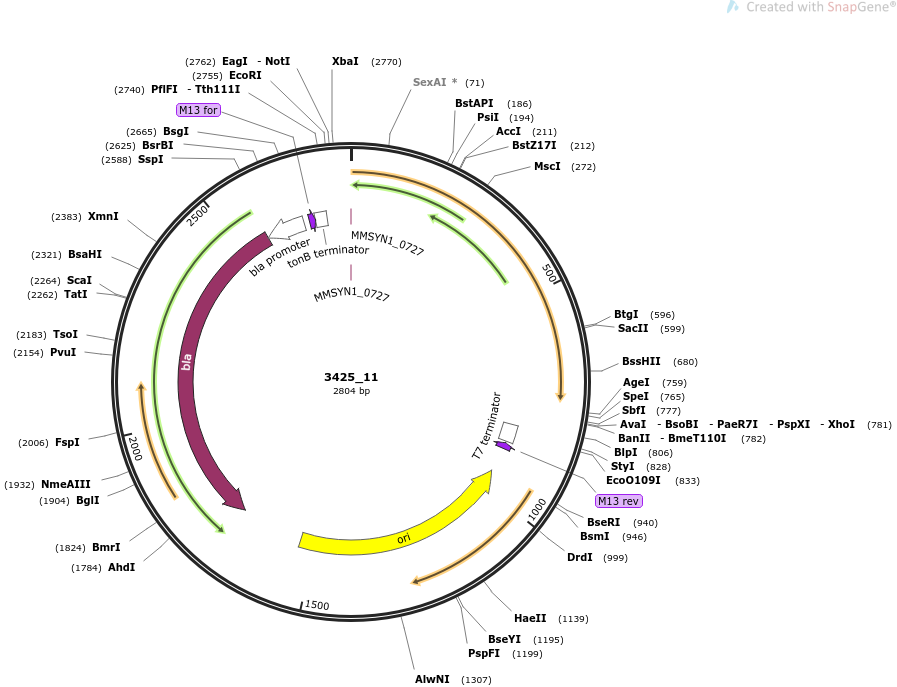 Created with SnapGene®
(2762) EagI - NotI
XbaI (2770)
(2755) EcoRI
(2740) PflFI - Tth111I
M13 for
(2665) BsgI
(2625) BsrBI
(2588) SspI
SexAI * (71)
BstAPI (186)
PsiI (194)
AccI (211)
BstZ17I (212)
MscI (272)
(2383) XmnI
(2321) BsaHI
(2264) ScaI
(2262) TatI
(2183) TsoI
(2154) PvuI
(2006) FspI
(1932) NmeAIII
(1904) BglI
(1824) BmrI
(1784) AhdI
BtgI (596)
SacII (599)
BssHII (680)
AgeI (759)
SpeI (765)
SbfI (777)
AvaI - BsoBI - PaeR7I - PspXI - XhoI (781)
BanII - BmeT110I (782)
BlpI (806)
StyI (828)
EcoO109I (833)
M13 rev
BseRI (940)
BsmI (946)
DrdI (999)
HaeII (1139)
BseYI (1195)
PspFI (1199)
AlwNI (1307)
500
1000
1500
2000
2500
MMSYN1_0727
bla promoter
tonB terminator
MMSYN1_0727
bla
T7 terminator
ori
3425_11
2804 bp